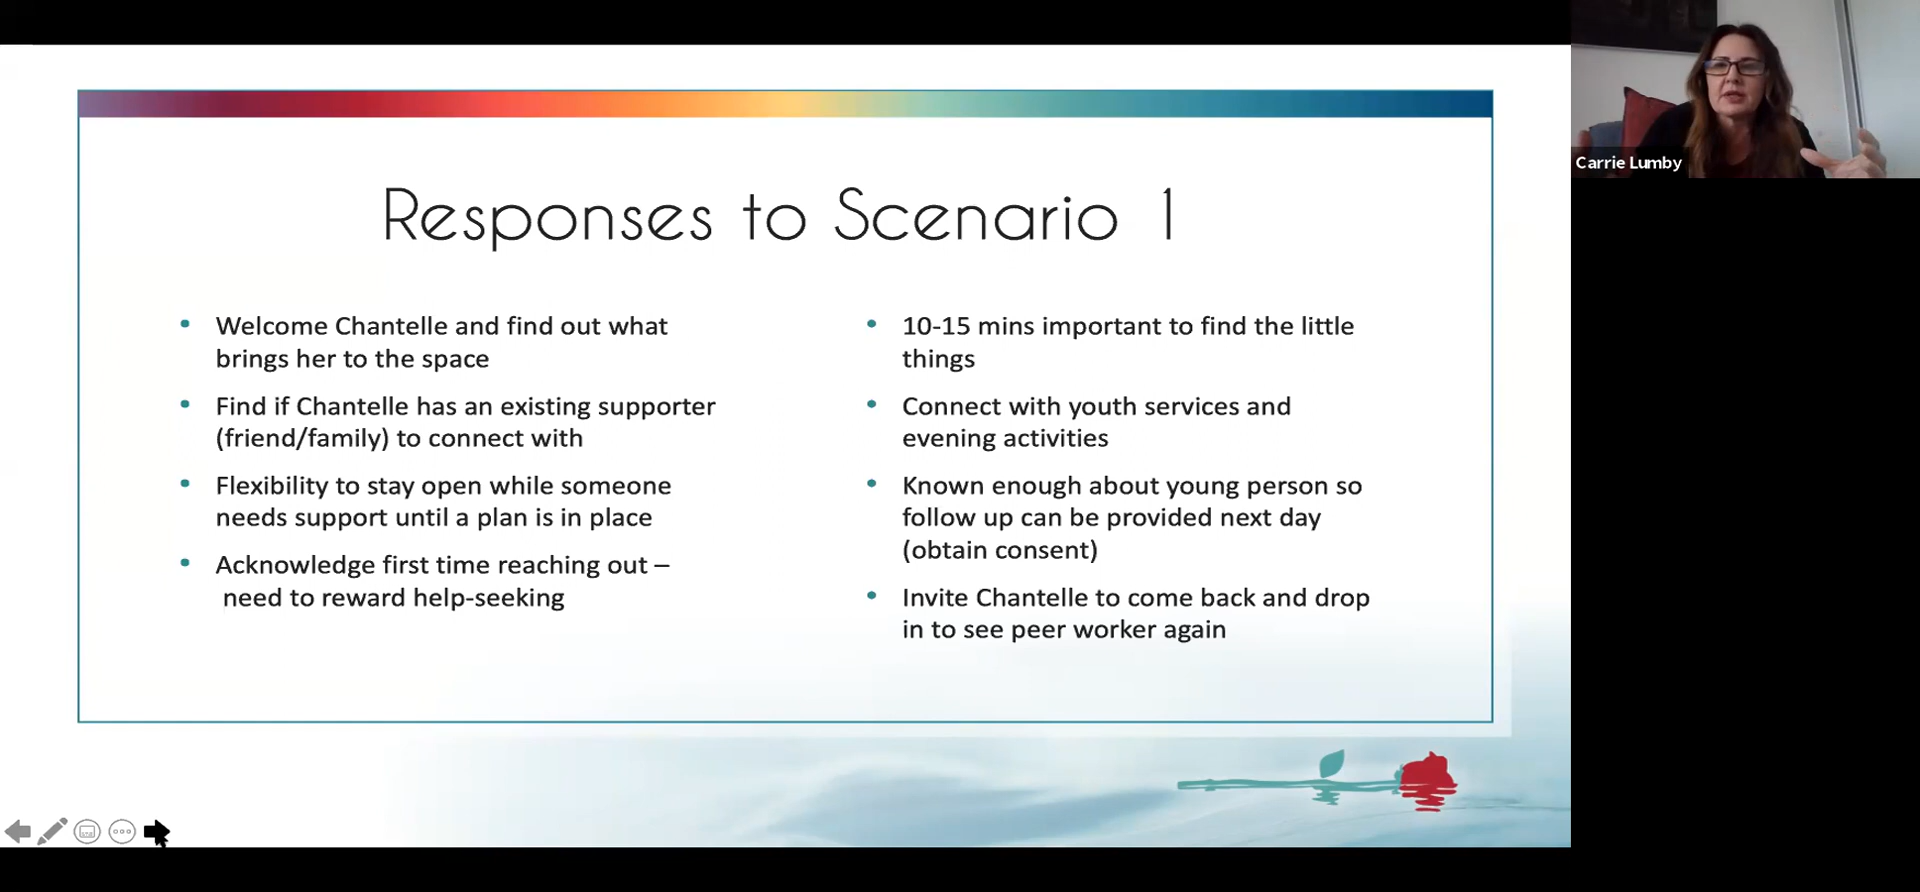 Responses to Scenario 1
Welcome Chantelle and find out what
brings her to the space
Find if Chantelle has an existing supporter
(friend/family) to connect with
Flexibility to stay open while someone
needs support until a plan is in place
Acknowledge first time reaching out –
need to reward help-seeking
10-15 mins important to find the little
things
Connect with youth services and
evening activities
Known enough about young person so
follow up can be provided next day
(obtain consent)
Invite Chantelle to come back and drop
in to see peer worker again
Carrie Lumby